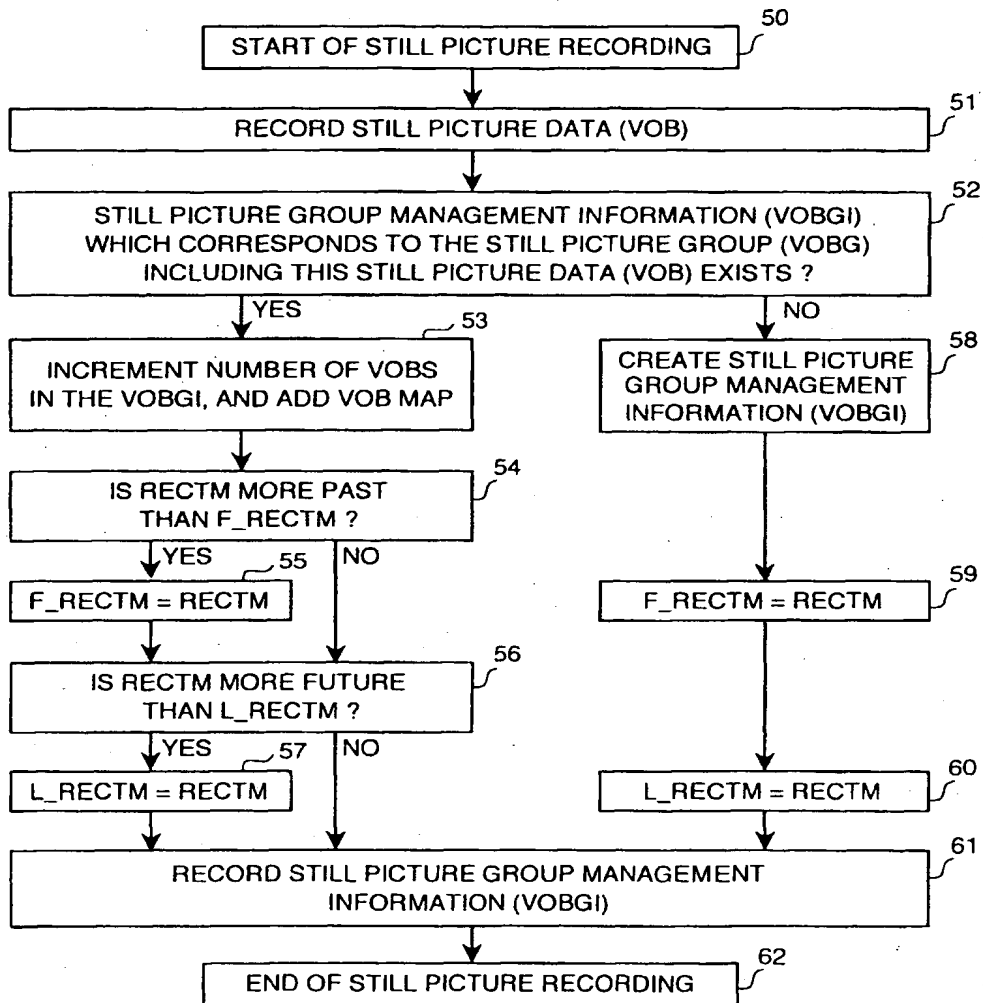 50
START OF STILL PICTURE RECORDING
51
RECORD STILL PICTURE DATA (VOB)
52
STILL PICTURE GROUP MANAGEMENT INFORMATION (VOBGI)
WHICH CORRESPONDS TO THE STILL PICTURE GROUP (VOBG)
INCLUDING THIS STILL PICTURE DATA (VOB) EXISTS ?
YES
NO
53
INCREMENT NUMBER OF VOBS
IN THE VOBGI, AND ADD VOB MAP
58
CREATE STILL PICTURE
GROUP MANAGEMENT
INFORMATION (VOBGI)
54
IS RECTM MORE PAST
THAN F_RECTM ?
YES
NO
55
F_RECTM = RECTM
59
F_RECTM = RECTM
56
IS RECTM MORE FUTURE
THAN L_RECTM ?
YES
NO
57
L_RECTM = RECTM
60
L_RECTM = RECTM
61
RECORD STILL PICTURE GROUP MANAGEMENT
INFORMATION (VOBGI)
62
END OF STILL PICTURE RECORDING